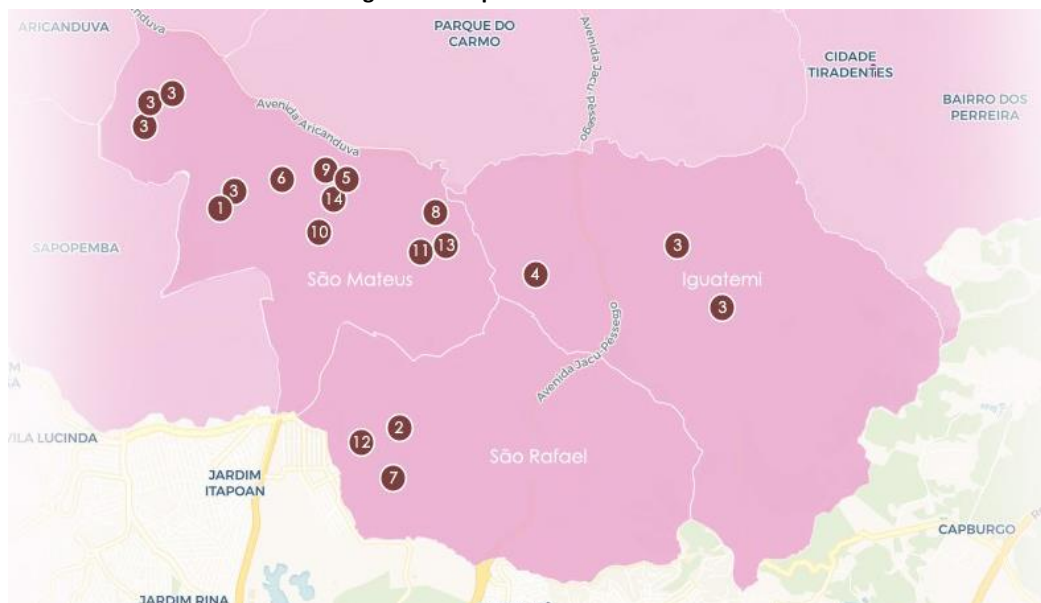 ARICANDUVA
PARQUE DO
CARMO
Avenida Jacu-Pêssego
CIDADE
TIRADENTES
BAIRRO DOS
PERREIRA
3
3
3
Avenida Aricanduva
9
6
5
3
14
1
8
10
13
3
11
SAPOPEMBA
4
São Mateus
Iguatemi
3
Avenida Jacu-Pêssego
2
VILA LUCINDA
12
São Rafael
7
JARDIM
ITAPOAN
CAPBURGO
JARDIM RINA